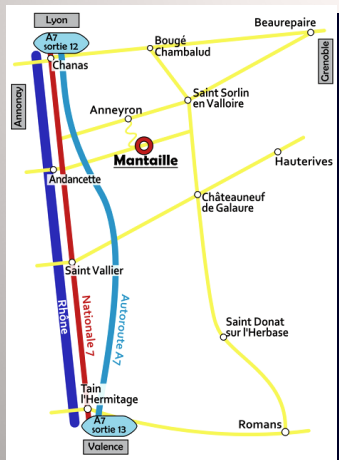 Lyon
A7
sortie 12
Beaurepaire
Bougé
Chambalud
Grenoble
Chanas
Annonay
Saint Sorlin
en Valloire
Anneyron
Mantaille
Hauterives
Andancette
Châteauneuf
de Galaure
Saint Vallier
Rhône
Nationale 7
Autoroute A7
Saint Donat
sur l'Herbase
Tain
l'Hermitage
A7
sortie 13
Romans
Valence